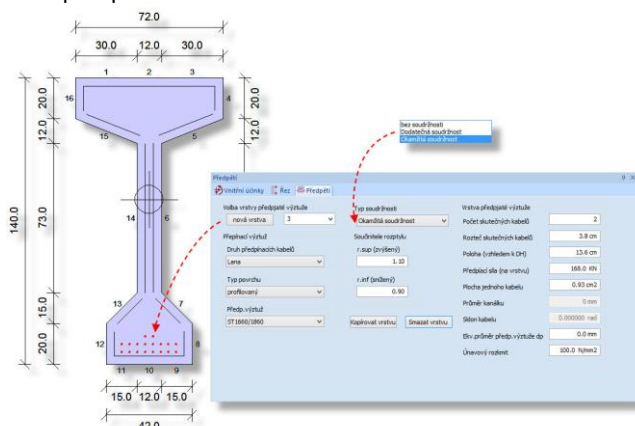 72.0
30.0 12.0 30.0
1 2 3
16 4
20.0 20.0
15 5
12.0 12.0
140.0
73.0
14 6
13 7
15.0
12 8
20.0
11 10 9
15.0 12.0 15.0
42.0
bez soudržnosti
Dodatečná soudržnost
Okamžitá soudržnost
Předpětí
Vnitřní účinky Řez Předpětí
Volba vrstvy předpjaté výztuže
nová vrstva 3
Typ soudržnosti
Okamžitá soudržnost
Vrstva předpjaté výztuže
Počet skutečných kabelů 2
Rozteč skutečných kabelů 3.8 cm
Přepínací výztuž
Součinitele rozptylu
Poloha (vzhledem k DH) 13.6 cm
Druh předpínacích kabelů
Lana
r.sup (zvýšený)
1.10
Předpínací síla (na vrstvu) 168.0 KN
Plocha jednoho kabelu 0.93 cm2
Typ povrchu
profilovaný
r.inf (snížený)
0.90
Průměr kanálku 0 mm
Sklon kabelu 0.000000 rad
Předp.výztuž
ST1660/1860
Kopírovat vrstvu Smazat vrstvu
Ekv.průměr předp.výztuže dp 0.0 mm
Únavový rozkmit 100.0 N/mm2